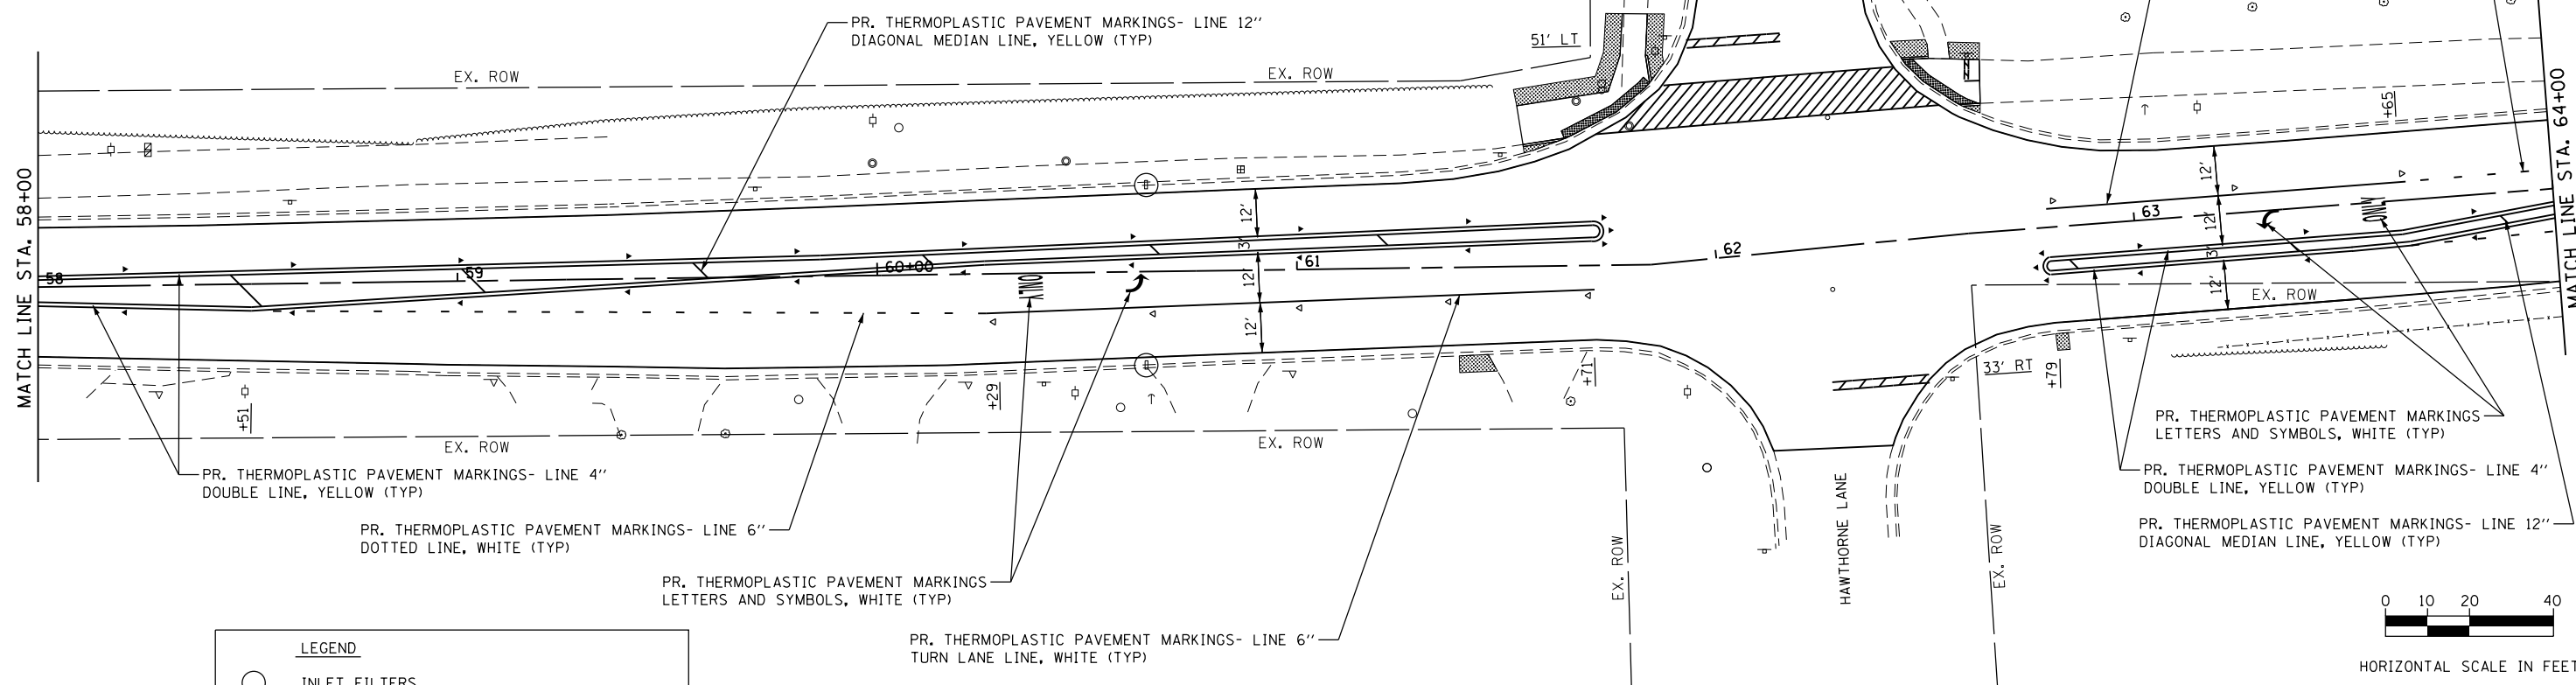 PR. THERMOPLASTIC PAVEMENT MARKINGS- LINE 12"
DIAGONAL MEDIAN LINE, YELLOW (TYP)
51' LT
EX. ROW
EX. ROW
+65
MATCH LINE STA. 58+00
MATCH LINE STA. 64+00
58
59
60+00
61
62
63
12'
3'
12'
12'
12'
12'
3'
12'
ONLY
ONLY
EX. ROW
33' RT
+79
+51
+29
+71
EX. ROW
EX. ROW
PR. THERMOPLASTIC PAVEMENT MARKINGS
LETTERS AND SYMBOLS, WHITE (TYP)
PR. THERMOPLASTIC PAVEMENT MARKINGS- LINE 4"
DOUBLE LINE, YELLOW (TYP)
PR. THERMOPLASTIC PAVEMENT MARKINGS- LINE 4"
DOUBLE LINE, YELLOW (TYP)
PR. THERMOPLASTIC PAVEMENT MARKINGS- LINE 6"
DOTTED LINE, WHITE (TYP)
PR. THERMOPLASTIC PAVEMENT MARKINGS- LINE 12"
DIAGONAL MEDIAN LINE, YELLOW (TYP)
HAWTHORNE LANE
EX. ROW
EX. ROW
PR. THERMOPLASTIC PAVEMENT MARKINGS
LETTERS AND SYMBOLS, WHITE (TYP)
PR. THERMOPLASTIC PAVEMENT MARKINGS- LINE 6"
TURN LANE LINE, WHITE (TYP)
0 10 20 40
HORIZONTAL SCALE IN FEET
LEGEND
INLET FILTERS